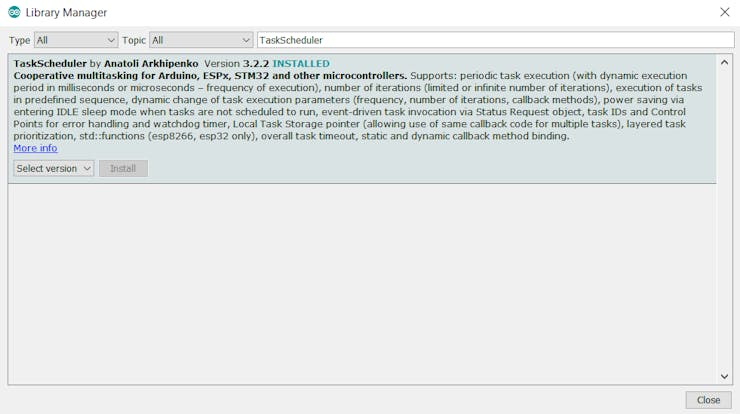 Library Manager
Type All Topic All TaskScheduler
TaskScheduler by Anatoli Arkhipenko Version 3.2.2 INSTALLED
Cooperative multitasking for Arduino, ESPx, STM32 and other microcontrollers. Supports: periodic task execution (with dynamic execution
period in milliseconds or microseconds – frequency of execution), number of iterations (limited or infinite number of iterations), execution of tasks
in predefined sequence, dynamic change of task execution parameters (frequency, number of iterations, callback methods), power saving via
entering IDLE sleep mode when tasks are not scheduled to run, event-driven task invocation via Status Request object, task IDs and Control
Points for error handling and watchdog timer, Local Task Storage pointer (allowing use of same callback code for multiple tasks), layered task
prioritization, std::functions (esp8266, esp32 only), overall task timeout, static and dynamic callback method binding.
More info
Select version Install
Close